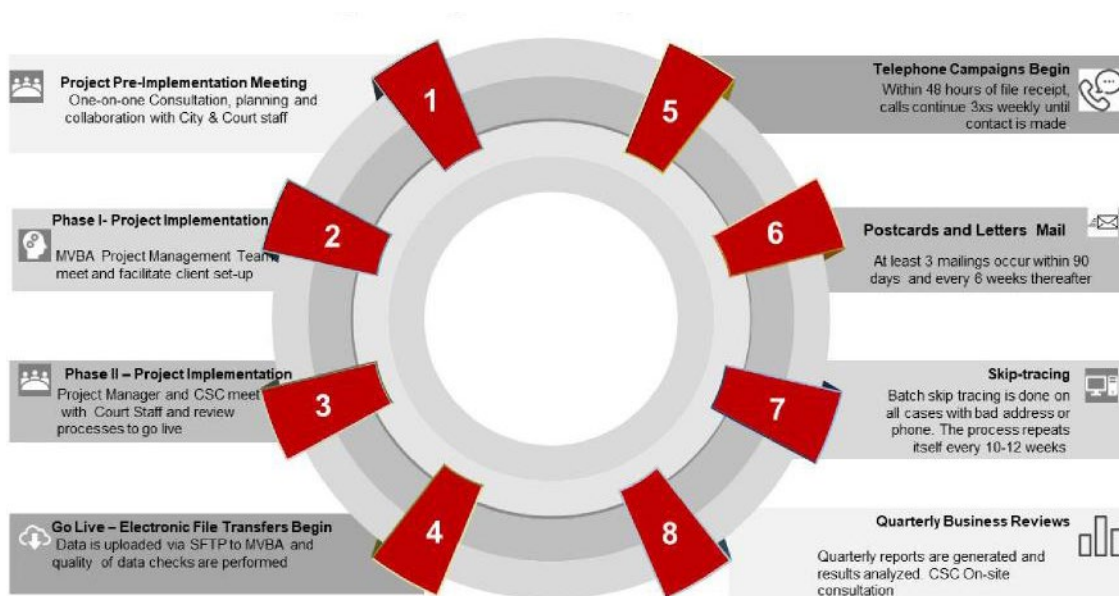 1
Project Pre-Implementation Meeting
One-on-one Consultation, planning and
collaboration with City & Court staff
2
Phase I- Project Implementation
MVBA Project Management Team
meet and facilitate client set-up
3
Phase II – Project Implementation
Project Manager and CSC meet
with Court Staff and review
processes to go live
4
Go Live – Electronic File Transfers Begin
Data is uploaded via SFTP to MVBA and
quality of data checks are performed
5
Telephone Campaigns Begin
Within 48 hours of file receipt,
calls continue 3xs weekly until
contact is made
6
Postcards and Letters Mail
At least 3 mailings occur within 90
days and every 6 weeks thereafter
7
Skip-tracing
Batch skip tracing is done on
all cases with bad address or
phone. The process repeats
itself every 10-12 weeks
8
Quarterly Business Reviews
Quarterly reports are generated and
results analyzed. CSC On-site
consultation